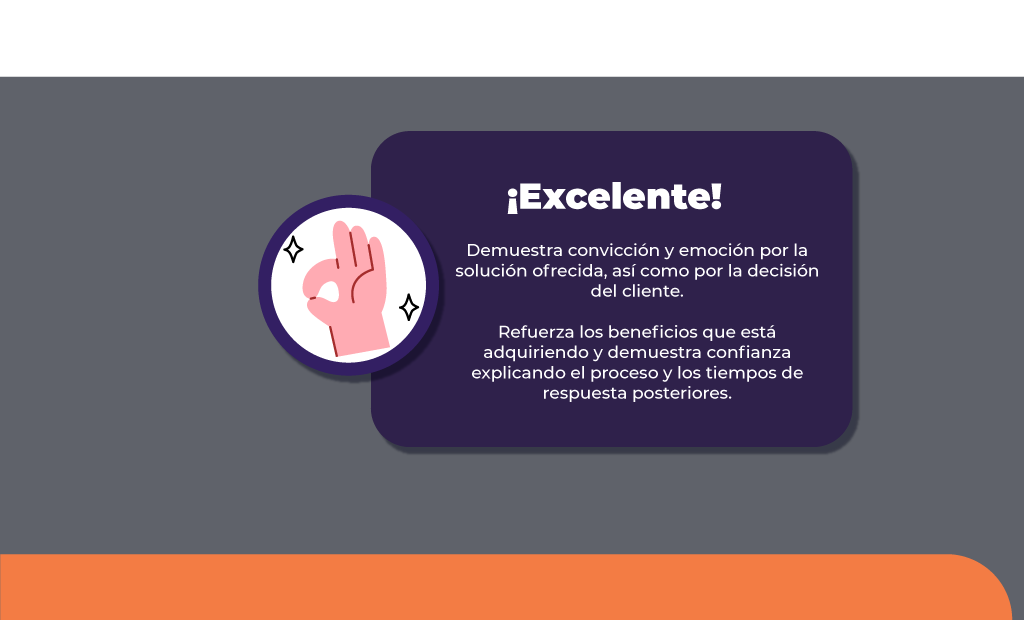 ¡Excelente!
Demuestra convicción y emoción por la
solución ofrecida, así como por la decisión
del cliente.
Refuerza los beneficios que está
adquiriendo y demuestra confianza
explicando el proceso y los tiempos de
respuesta posteriores.